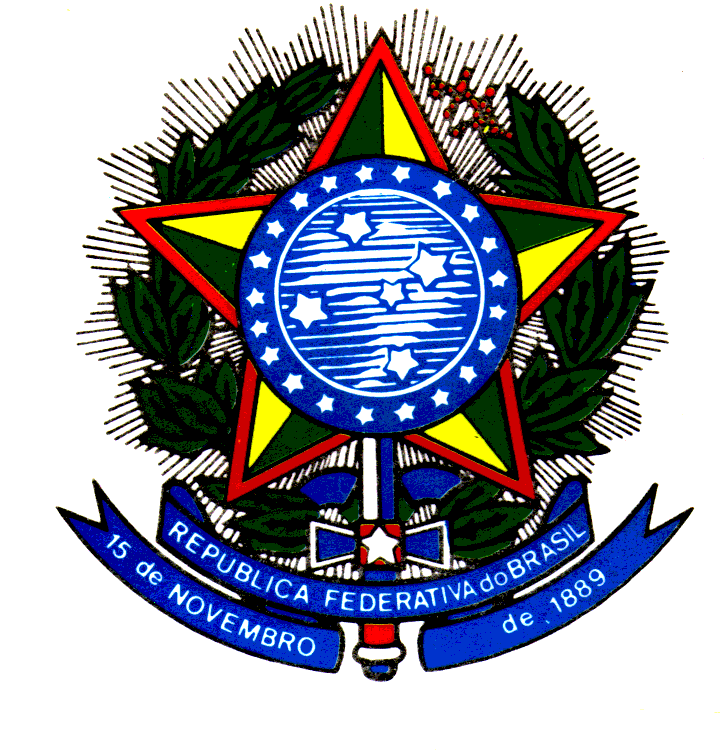 REPUBLICA FEDERATIVA do BRASIL
15 de NOVEMBRO
de 1889